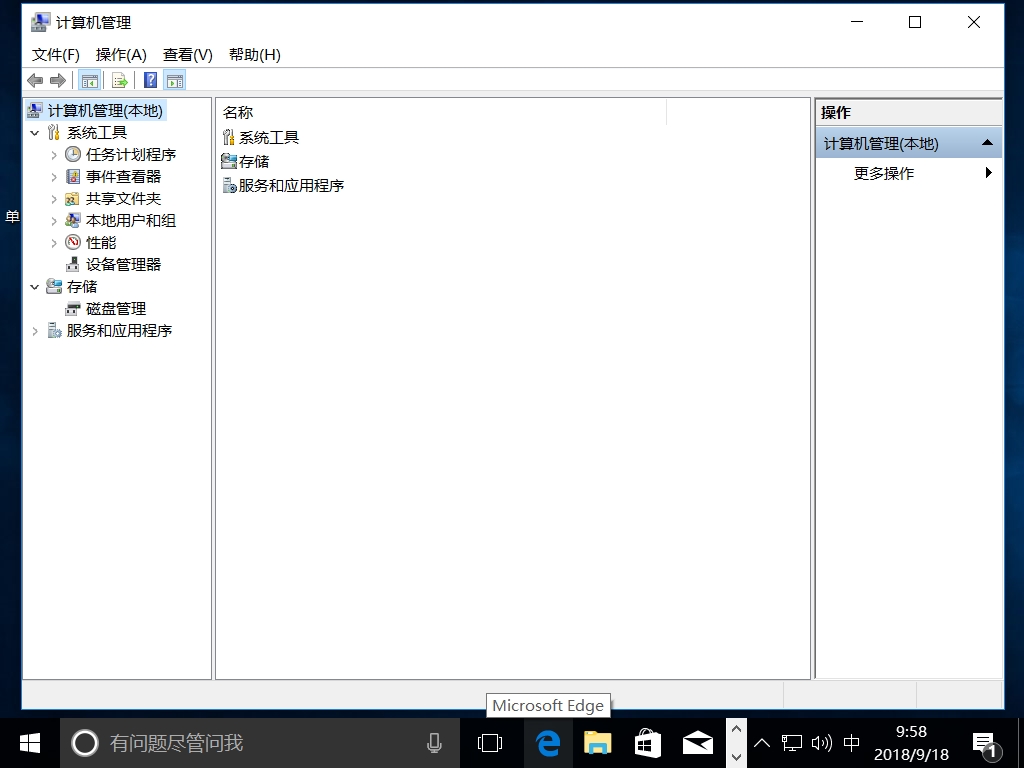 计算机管理
文件(F) 操作(A) 查看(V) 帮助(H)
计算机管理(本地)
系统工具
任务计划程序
事件查看器
共享文件夹
本地用户和组
性能
设备管理器
存储
磁盘管理
服务和应用程序
名称
系统工具
存储
服务和应用程序
操作
计算机管理(本地)
更多操作
单
Microsoft Edge
有问题尽管问我
中
9:58
2018/9/18
1